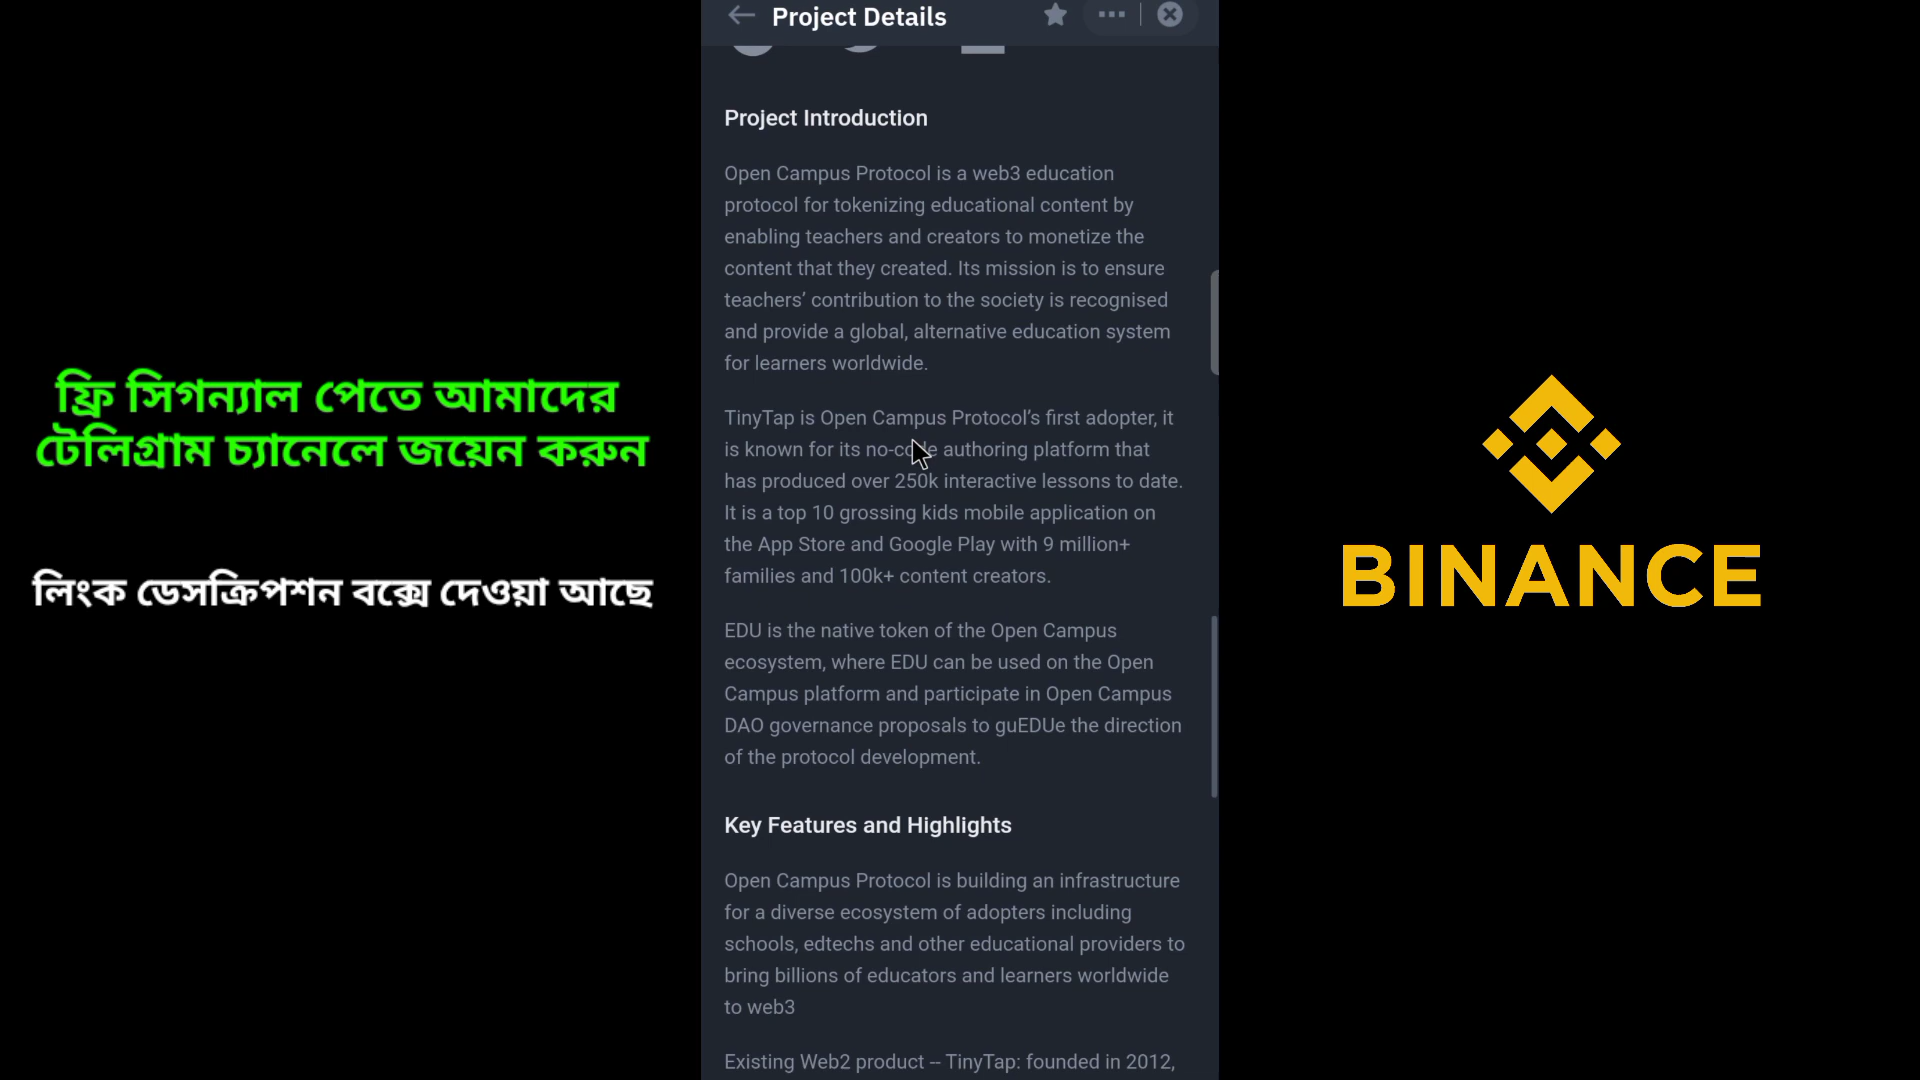 Project Details
Project Introduction
Open Campus Protocol is a web3 education
protocol for tokenizing educational content by
enabling teachers and creators to monetize the
content that they created. Its mission is to ensure
teachers’ contribution to the society is recognised
and provide a global, alternative education system
for learners worldwide.
TinyTap is Open Campus Protocol’s first adopter, it
is known for its no-code authoring platform that
has produced over 250k interactive lessons to date.
It is a top 10 grossing kids mobile application on
the App Store and Google Play with 9 million+
families and 100k+ content creators.
EDU is the native token of the Open Campus
ecosystem, where EDU can be used on the Open
Campus platform and participate in Open Campus
DAO governance proposals to guEDUe the direction
of the protocol development.
Key Features and Highlights
Open Campus Protocol is building an infrastructure
for a diverse ecosystem of adopters including
schools, edtechs and other educational providers to
bring billions of educators and learners worldwide
to web3
Existing Web2 product -- TinyTap: founded in 2012,
ফ্রি সিগন্যাল পেতে আমাদের
টেলিগ্রাম চ্যানেলে জয়েন করুন
লিংক ডেসক্রিপশন বক্সে দেওয়া আছে
BINANCE